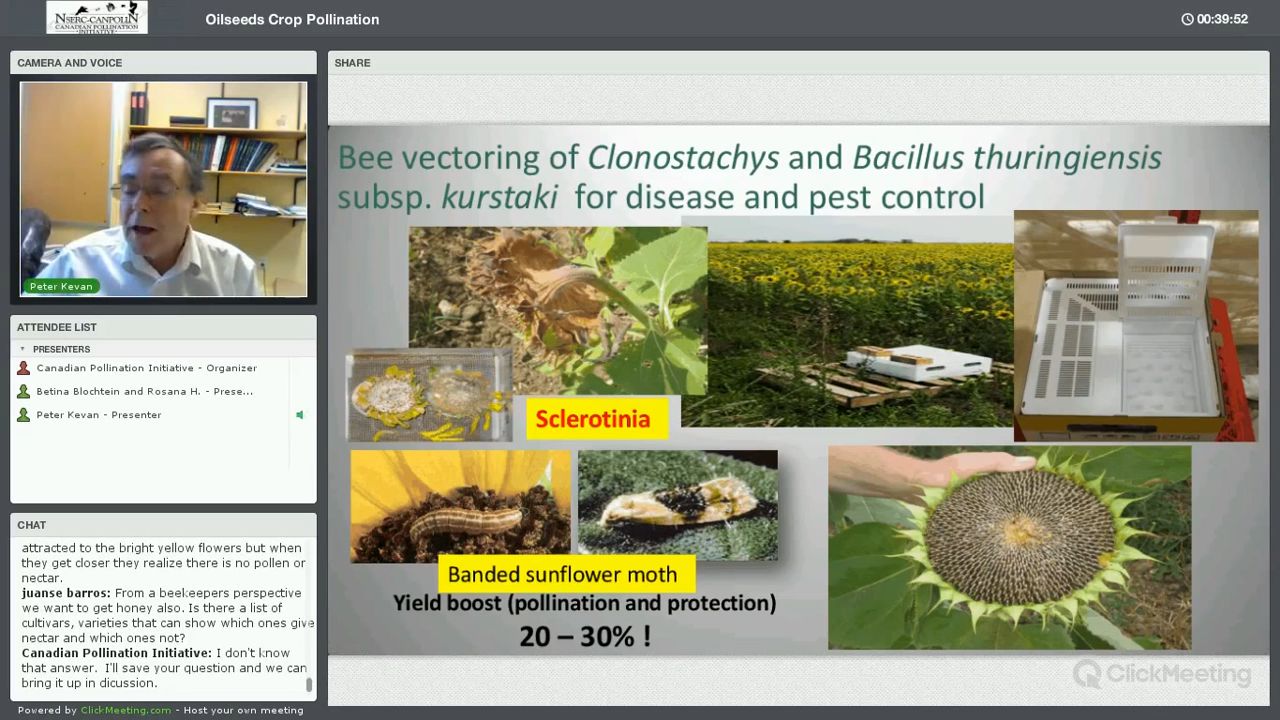 NSERC-CANPOLIN
CANADIAN POLLINATION
INITIATIVE
Oilseeds Crop Pollination
00:39:52
CAMERA AND VOICE
Peter Kevan
ATTENDEE LIST
PRESENTERS
Canadian Pollination Initiative - Organizer
Betina Blochtein and Rosana H. - Prese...
Peter Kevan - Presenter
CHAT
attracted to the bright yellow flowers but when
they get closer they realize there is no pollen or
nectar.
juanse barros: From a beekeepers perspective
we want to get honey also. Is there a list of
cultivars, varieties that can show which ones give
nectar and which ones not?
Canadian Pollination Initiative: I don't know
that answer. I'll save your question and we can
bring it up in dicussion.
Powered by ClickMeeting.com - Host your own meeting
SHARE
Bee vectoring of Clonostachys and Bacillus thuringiensis
subsp. kurstaki for disease and pest control
Sclerotinia
Banded sunflower moth
Yield boost (pollination and protection)
20 – 30% !
ClickMeeting